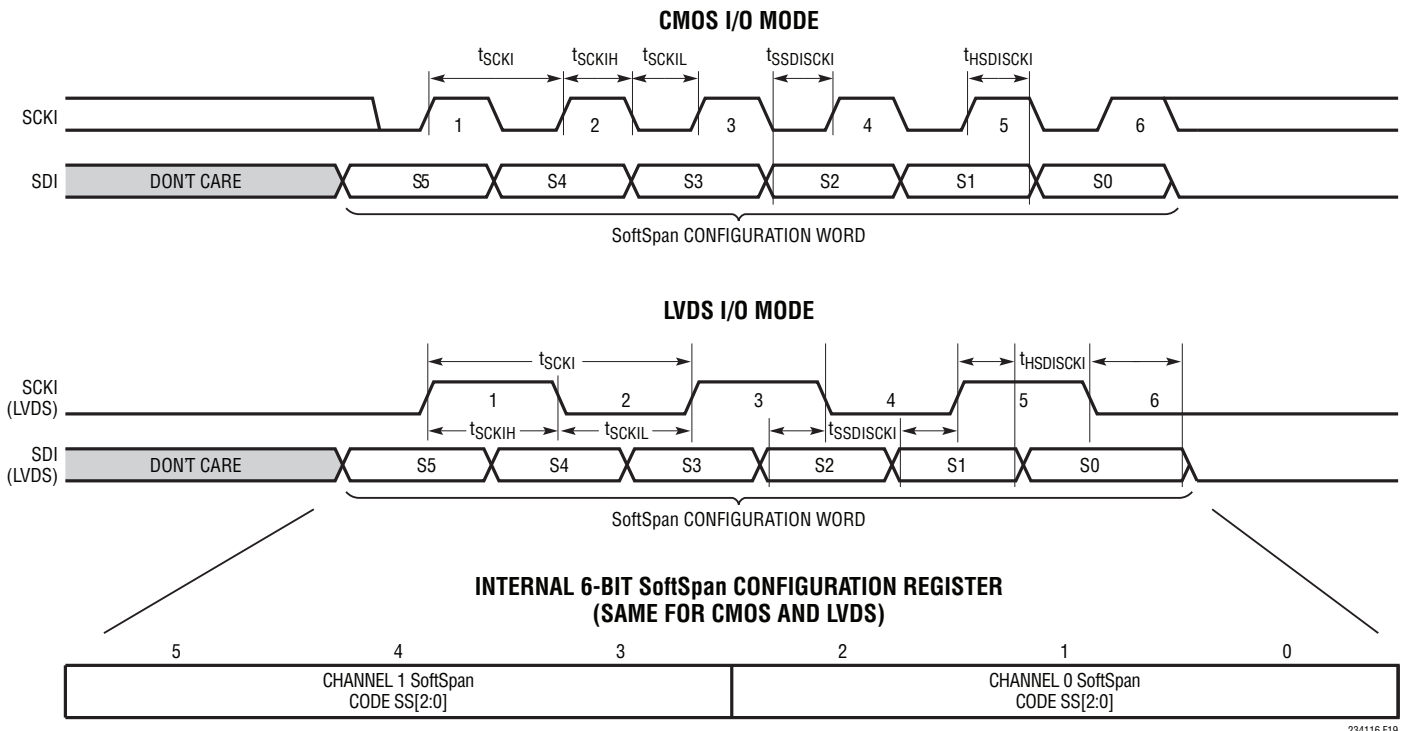 CMOS I/O MODE
tSCKI
tSCKIH
tSCKIL
tSSDISCKI
tHSDISCKI
SCKI
1
2
3
4
5
6
SDI
DON'T CARE
S5
S4
S3
S2
S1
S0
SoftSpan CONFIGURATION WORD
LVDS I/O MODE
tSCKI
tHSDISCKI
SCKI
(LVDS)
1
2
3
4
5
6
tSCKIH
tSCKIL
tSSDISCKI
SDI
(LVDS)
DON'T CARE
S5
S4
S3
S2
S1
S0
SoftSpan CONFIGURATION WORD
INTERNAL 6-BIT SoftSpan CONFIGURATION REGISTER
(SAME FOR CMOS AND LVDS)
5
4
3
2
1
0
CHANNEL 1 SoftSpan
CODE SS[2:0]
CHANNEL 0 SoftSpan
CODE SS[2:0]
234116 F19